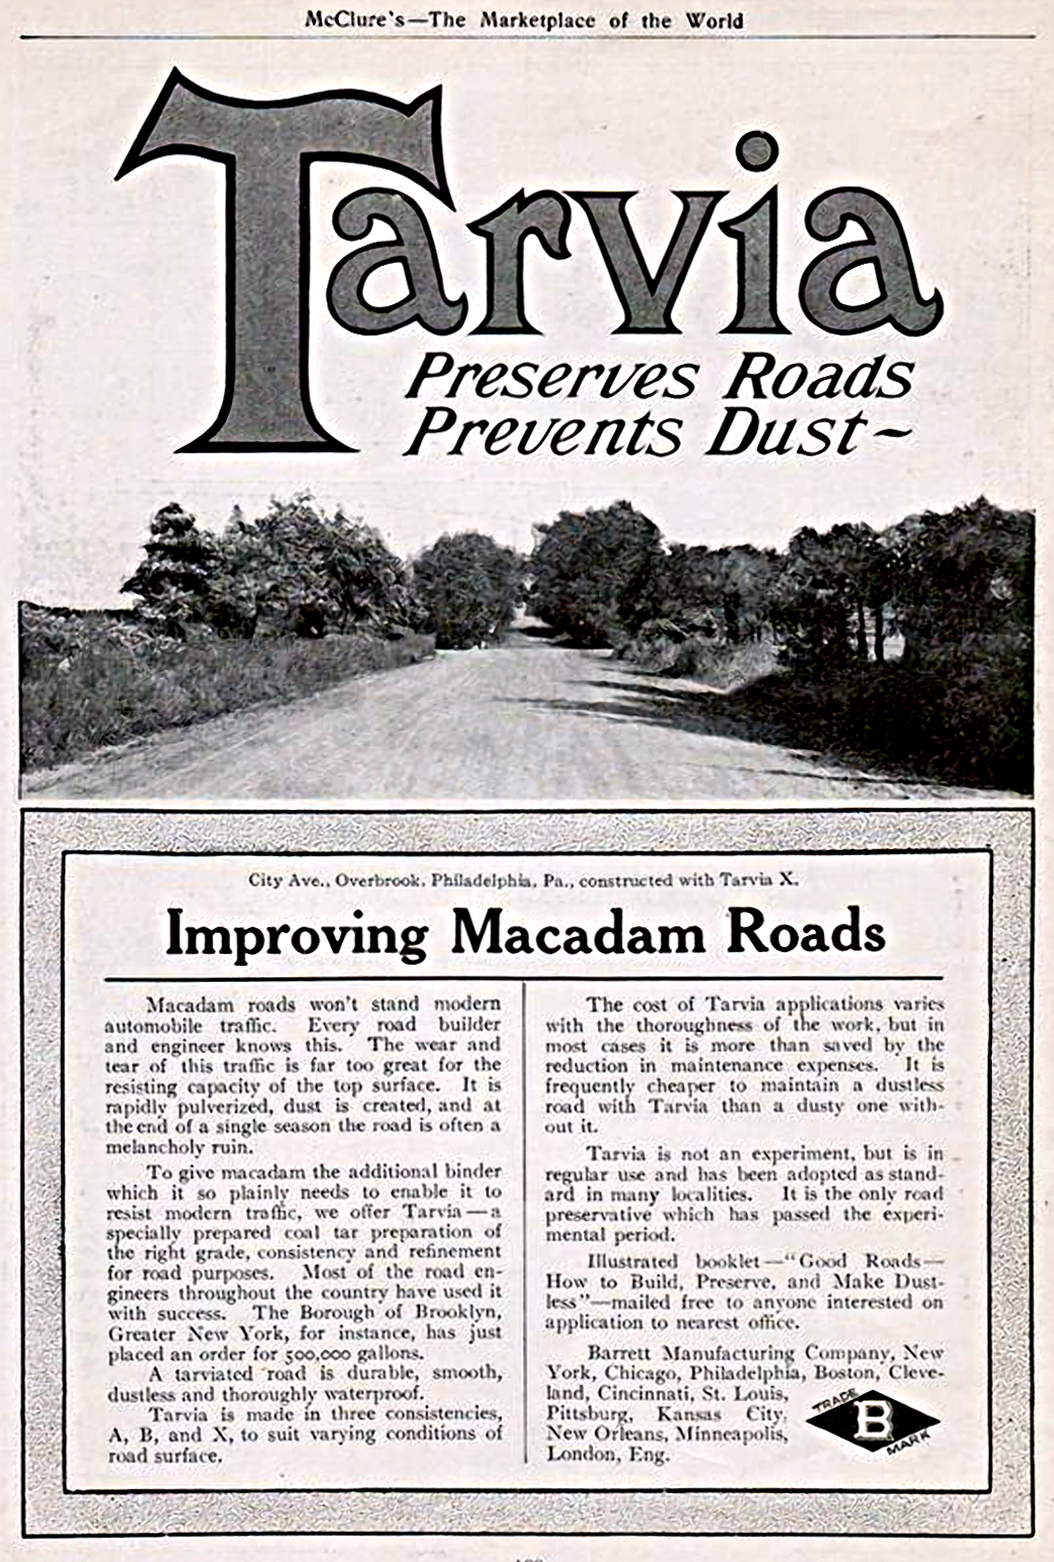 McClure's—The Marketplace of the World
Tarvia
Preserves Roads
Prevents Dust~
City Ave., Overbrook, Philadelphia, Pa., constructed with Tarvia X.
Improving Macadam Roads
Macadam roads won't stand modern
automobile traffic. Every road builder
and engineer knows this. The wear and
tear of this traffic is far too great for the
resisting capacity of the top surface. It is
rapidly pulverized, dust is created, and at
the end of a single season the road is often a
melancholy ruin.
To give macadam the additional binder
which it so plainly needs to enable it to
resist modern traffic, we offer Tarvia—a
specially prepared coal tar preparation of
the right grade, consistency and refinement
for road purposes. Most of the road en-
gineers throughout the country have used it
with success. The Borough of Brooklyn,
Greater New York, for instance, has just
placed an order for 500,000 gallons.
A tarviated road is durable, smooth,
dustless and thoroughly waterproof.
Tarvia is made in three consistencies,
A, B, and X, to suit varying conditions of
road surface.
The cost of Tarvia applications varies
with the thoroughness of the work, but in
most cases it is more than saved by the
reduction in maintenance expenses. It is
frequently cheaper to maintain a dustless
road with Tarvia than a dusty one with-
out it.
Tarvia is not an experiment, but is in
regular use and has been adopted as stand-
ard in many localities. It is the only road
preservative which has passed the experi-
mental period.
Illustrated booklet—"Good Roads—
How to Build, Preserve, and Make Dust-
less"—mailed free to anyone interested on
application to nearest office.
Barrett Manufacturing Company, New
York, Chicago, Philadelphia, Boston, Cleve-
land, Cincinnati, St. Louis,
Pittsburg, Kansas City,
New Orleans, Minneapolis,
London, Eng.
TRADE
B
MARK